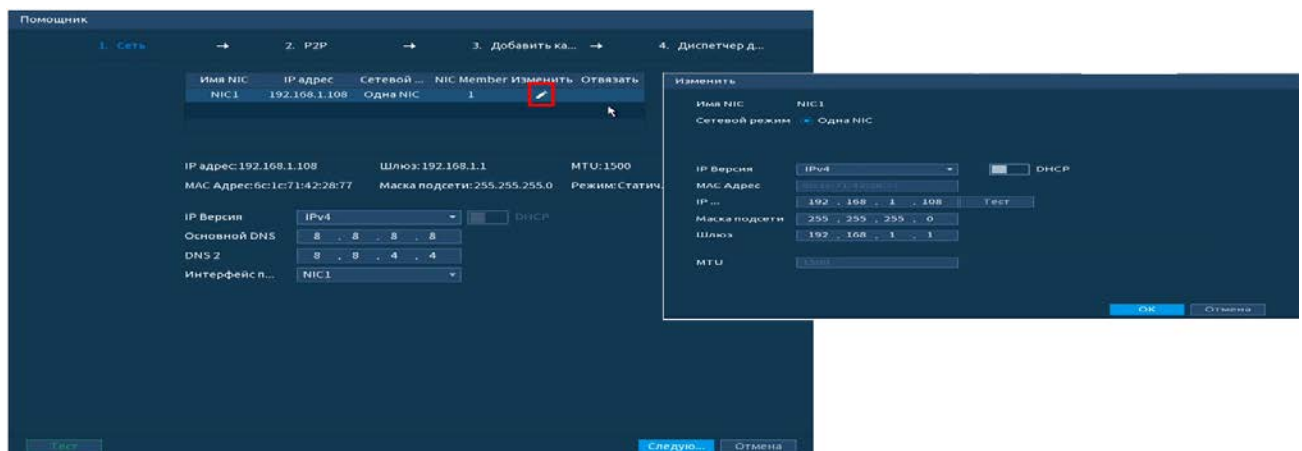 Помощник
1. Сеть → 2. P2P → 3. Добавить ка... → 4. Диспетчер д...
Имя NIC IP адрес Сетевой ... NIC Member Изменить Отвязать
NIC1 192.168.1.108 Одна NIC 1
IP адрес:192.168.1.108 Шлюз:192.168.1.1 MTU:1500
MAC Адрес:6c:1c:71:42:28:77 Маска подсети:255.255.255.0 Режим:Статич.
IP Версия IPv4 DHCP
Основной DNS 8 . 8 . 8 . 8
DNS 2 8 . 8 . 4 . 4
Интерфейс п... NIC1
Тест Следую... Отмена
Изменить
Имя NIC NIC1
Сетевой режим Одна NIC
IP Версия IPv4 DHCP
MAC Адрес
IP ... 192 . 168 . 1 . 108 Тест
Маска подсети 255 . 255 . 255 . 0
Шлюз 192 . 168 . 1 . 1
MTU 1500
OK Отмена